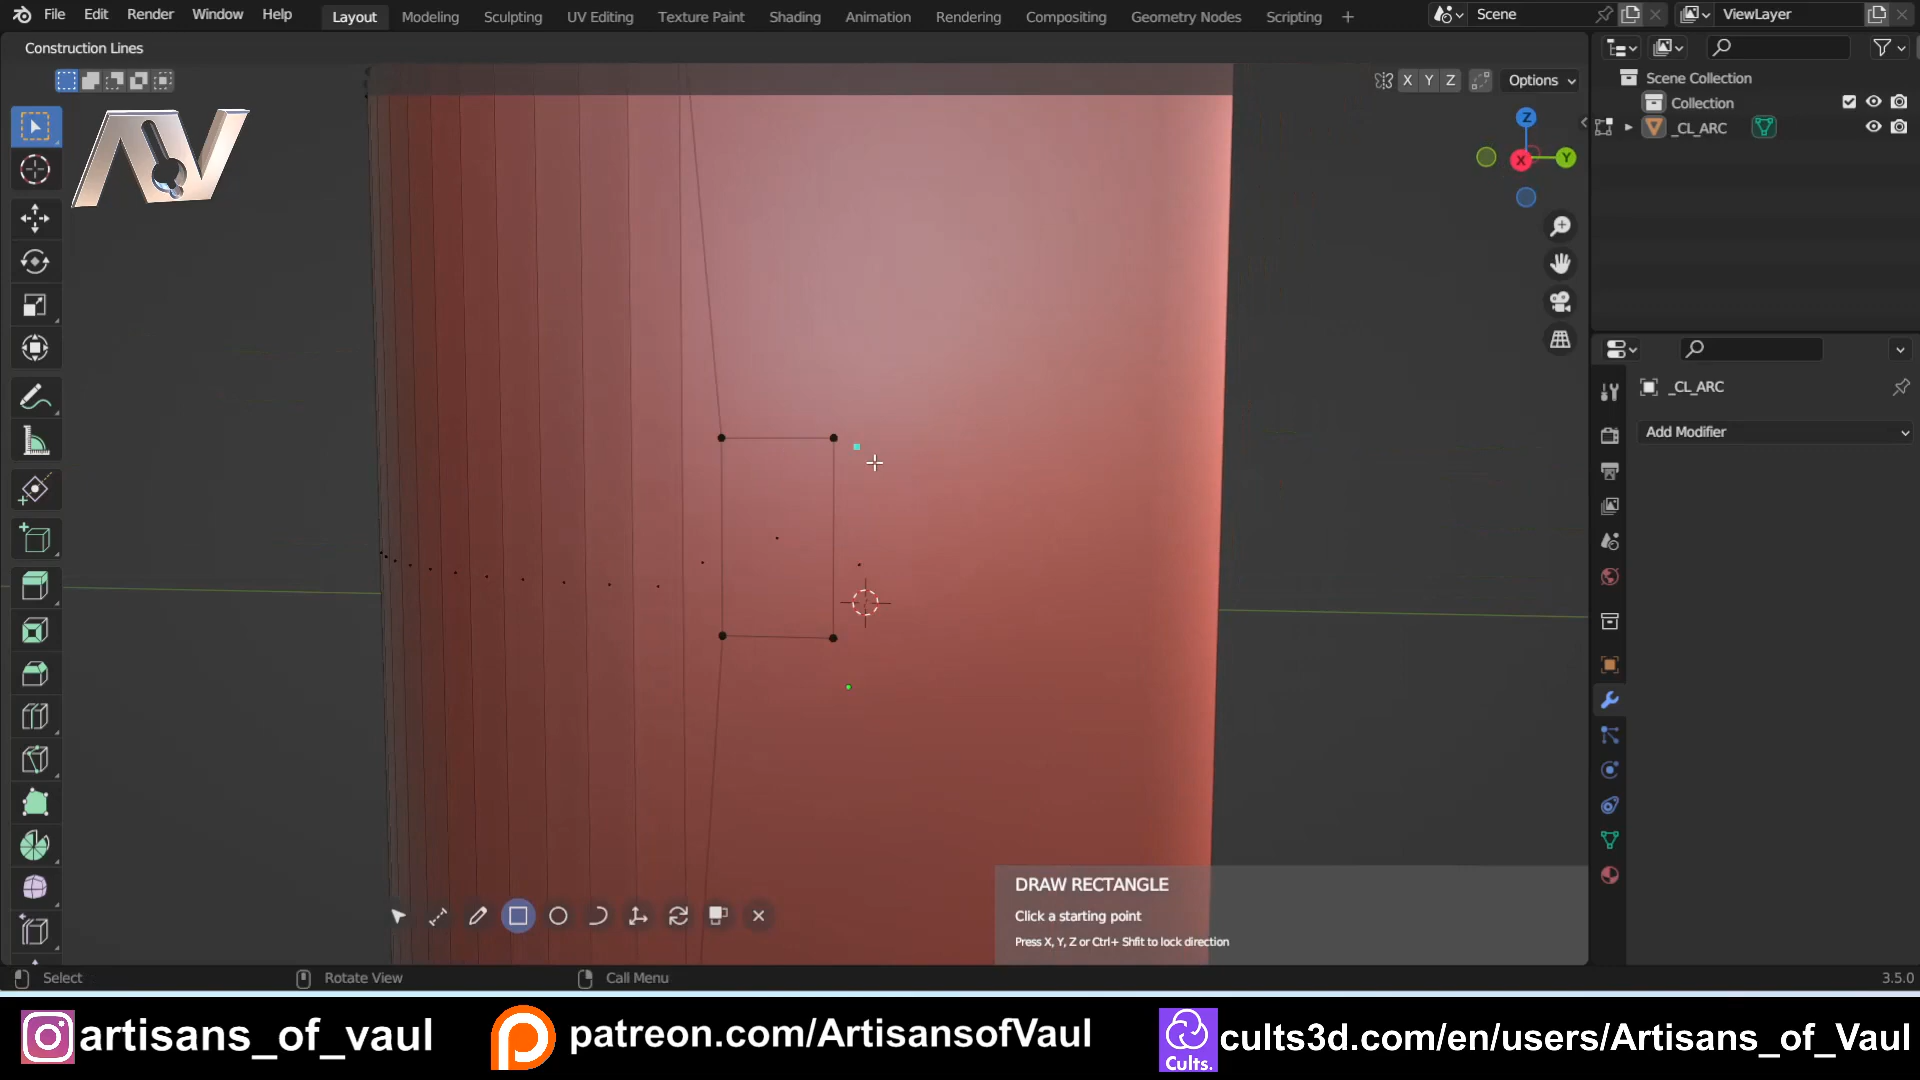 File Edit Render Window Help
Layout Modeling Sculpting UV Editing Texture Paint Shading Animation Rendering Compositing Geometry Nodes Scripting +
Scene
ViewLayer
Construction Lines
X Y Z
Options
Scene Collection
Collection
_CL_ARC
AV
Z
X
Y
_CL_ARC
Add Modifier
DRAW RECTANGLE
Click a starting point
Press X, Y, Z or Ctrl+ Shfit to lock direction
Select
Rotate View
Call Menu
3.5.0
artisans_of_vaul
patreon.com/ArtisansofVaul
Cults.
cults3d.com/en/users/Artisans_of_Vaul